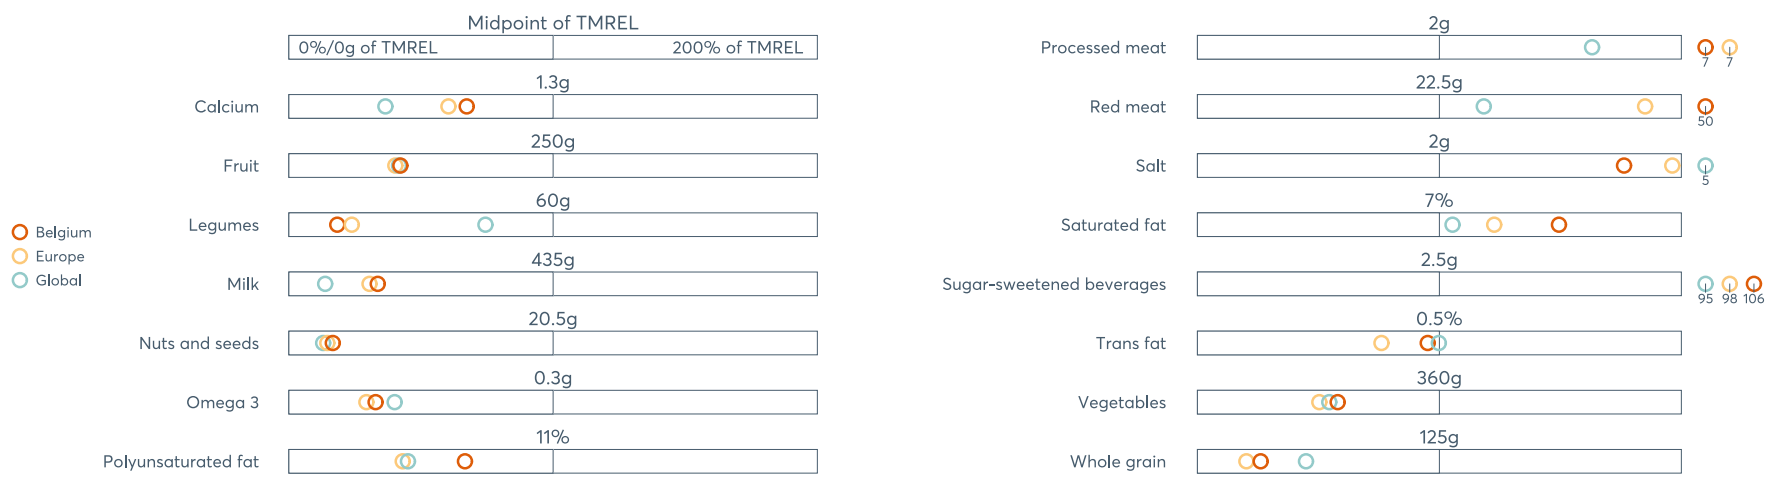 Midpoint of TMREL
0%/0g of TMREL 200% of TMREL
1.3g
Calcium
250g
Fruit
60g
Legumes
435g
Milk
20.5g
Nuts and seeds
0.3g
Omega 3
11%
Polyunsaturated fat
Belgium
Europe
Global
2g
Processed meat
7 7
22.5g
Red meat
50
2g
Salt
5
7%
Saturated fat
2.5g
Sugar-sweetened beverages
95 98 106
0.5%
Trans fat
360g
Vegetables
125g
Whole grain